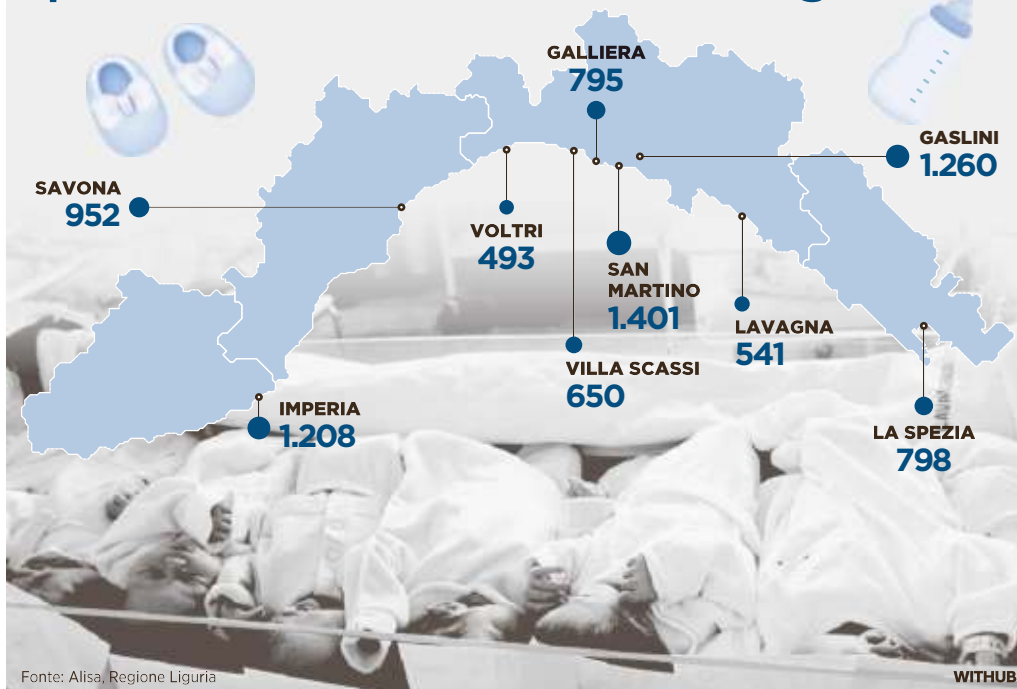 GALLIERA
795
GASLINI
1.260
SAVONA
952
VOLTRI
493
SAN
MARTINO
1.401
LAVAGNA
541
VILLA SCASSI
650
IMPERIA
1.208
LA SPEZIA
798
Fonte: Alisa, Regione Liguria
WITHUB